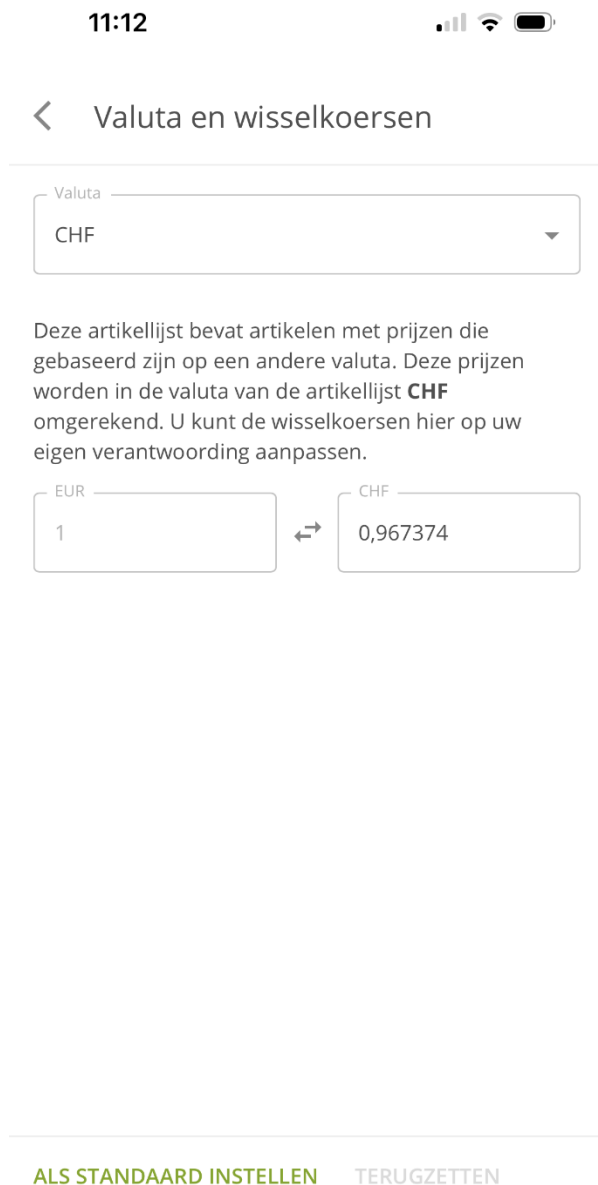 11:12
Valuta en wisselkoersen
Valuta
CHF
Deze artikellijst bevat artikelen met prijzen die
gebaseerd zijn op een andere valuta. Deze prijzen
worden in de valuta van de artikellijst CHF
omgerekend. U kunt de wisselkoersen hier op uw
eigen verantwoording aanpassen.
EUR
1
CHF
0,967374
ALS STANDAARD INSTELLEN
TERUGZETTEN